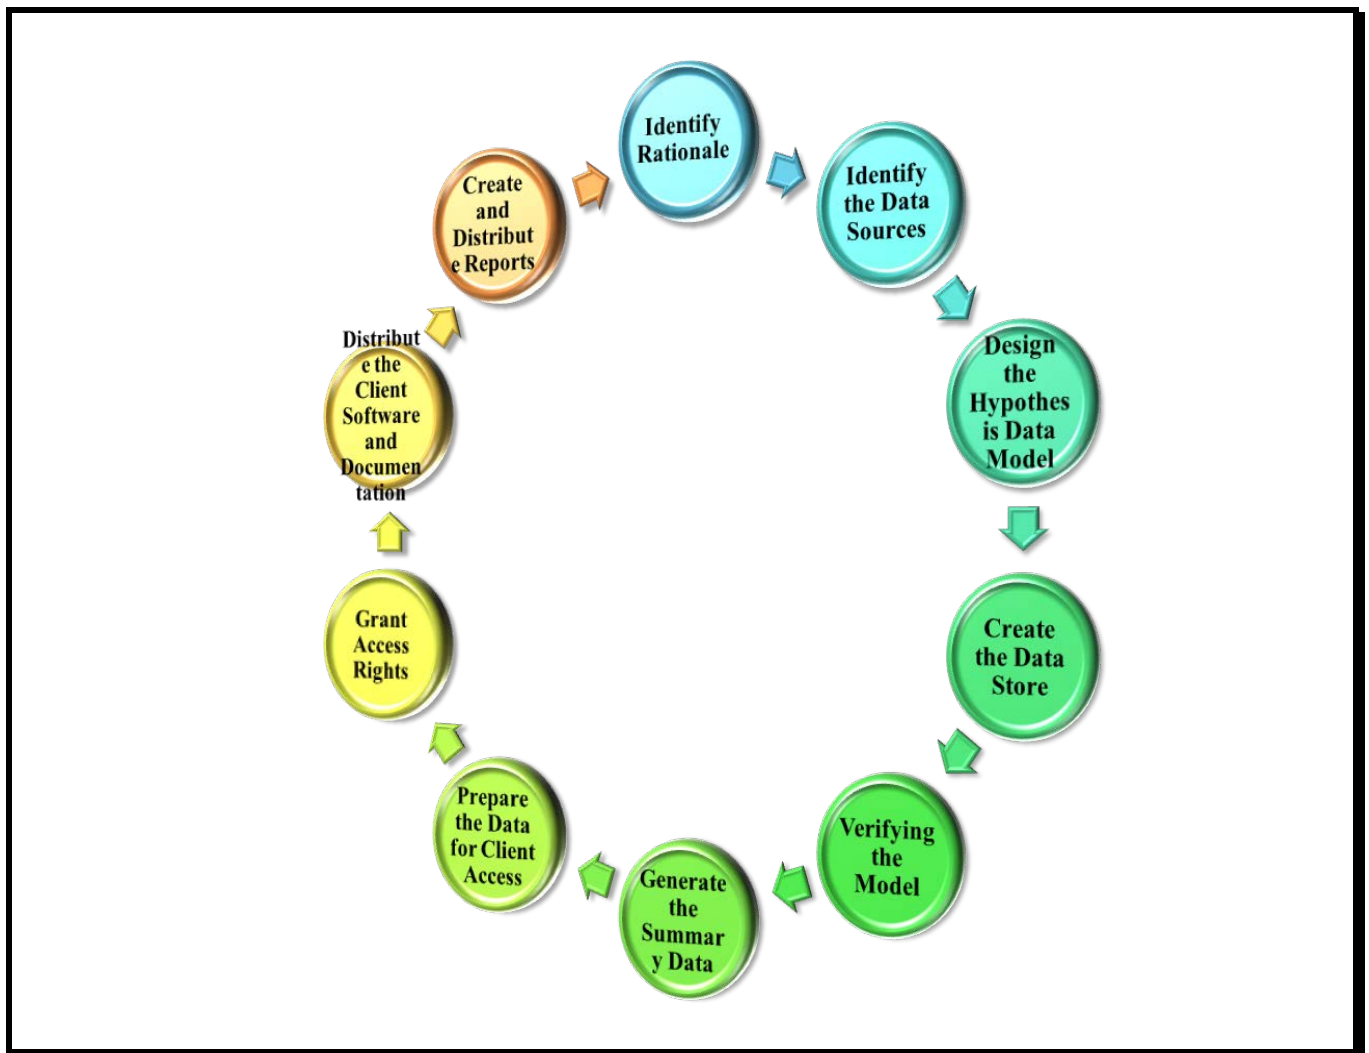 Identify
Rationale
Identify
the Data
Sources
Design
the
Hypothes
is Data
Model
Create
the Data
Store
Verifying
the
Model
Generate
the
Summar
y Data
Prepare
the Data
for Client
Access
Grant
Access
Rights
Distribut
e the
Client
Software
and
Documen
tation
Create
and
Distribut
e Reports